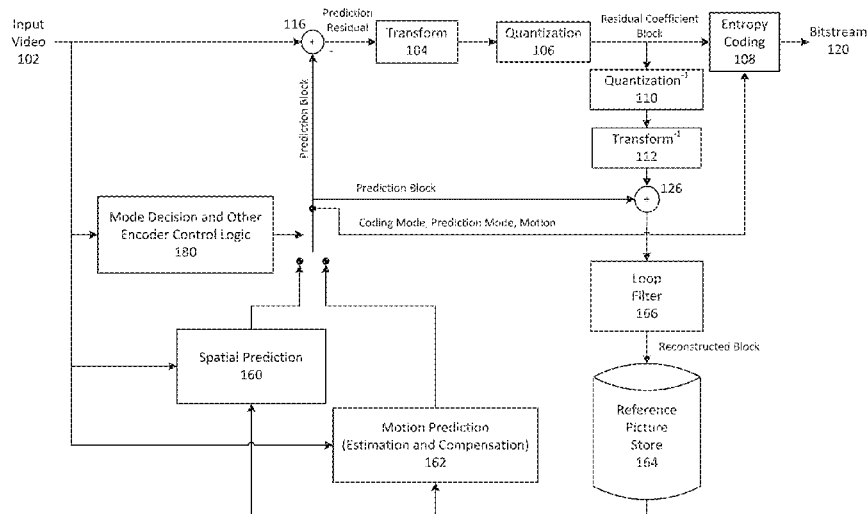 Input
Video
102
116
+
-
Prediction
Residual
Transform
104
Quantization
106
Residual Coefficient
Block
Entropy
Coding
108
Bitstream
120
Quantization⁻¹
110
Transform⁻¹
112
Prediction Block
Prediction Block
126
+
Coding Mode, Prediction Mode, Motion
Mode Decision and Other
Encoder Control Logic
180
Loop
Filter
166
Reconstructed Block
Spatial Prediction
160
Motion Prediction
(Estimation and Compensation)
162
Reference
Picture
Store
164